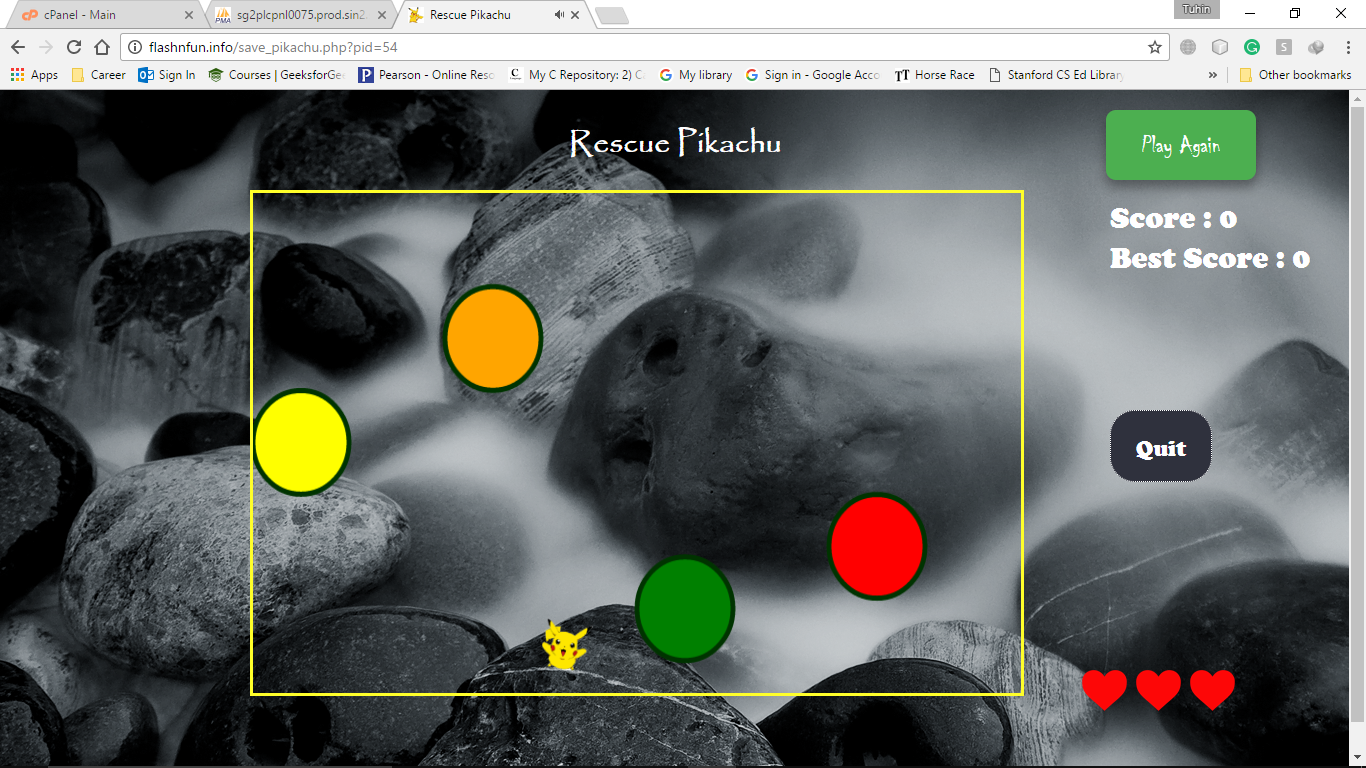 cPanel - Main
sg2plcpnl0075.prod.sin2.
Rescue Pikachu
Tuhin
flashnfun.info/save_pikachu.php?pid=54
Apps
Career
Sign In
Courses | GeeksforGe
Pearson - Online Reso
My C Repository: 2) C
My library
Sign in - Google Acco
Horse Race
Stanford CS Ed Library
»
Other bookmarks
Rescue Pikachu
Play Again
Score : 0
Best Score : 0
Quit